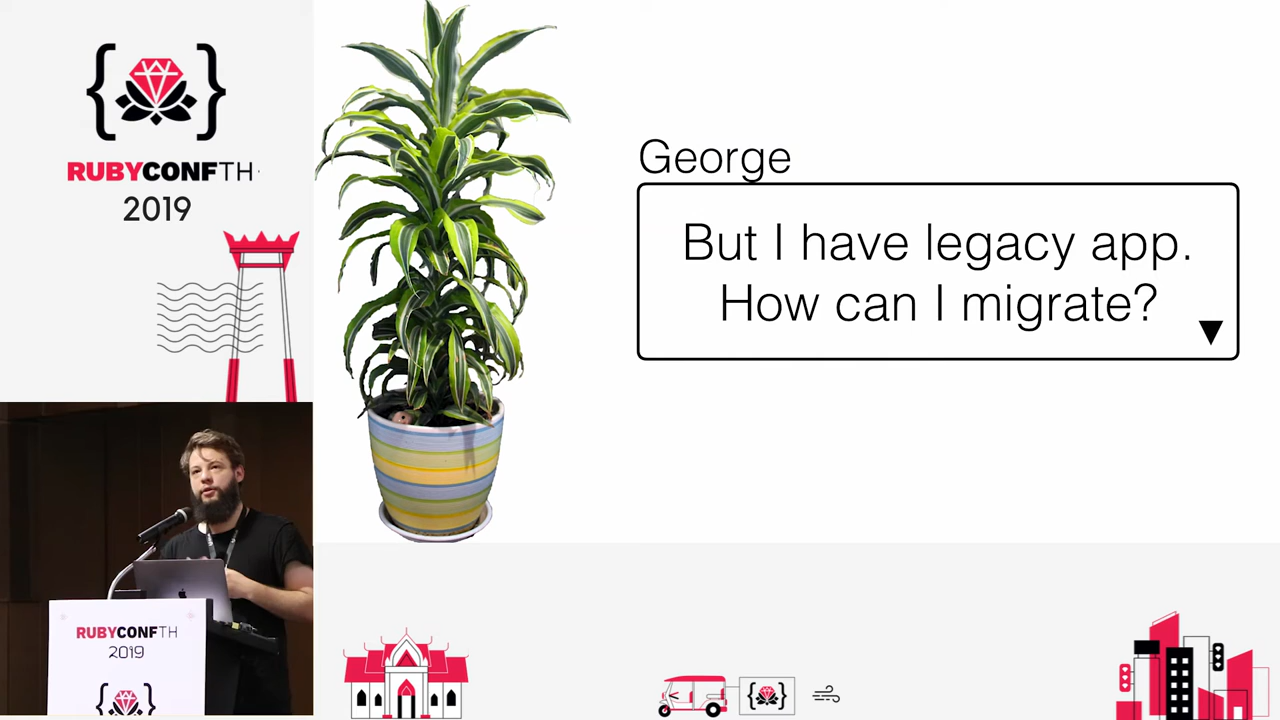 RUBYCONFTH
2019
George
But I have legacy app.
How can I migrate?
RUBYCONFTH
2019